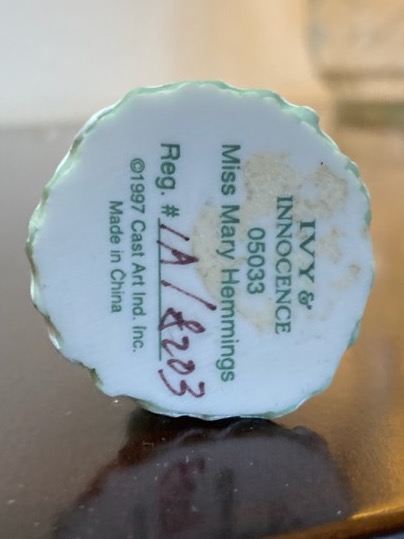 IVY &
INNOCENCE
05033
Miss Mary Hemmings
Reg. # 1A/8203
©1997 Cast Art Ind. Inc.
Made in China